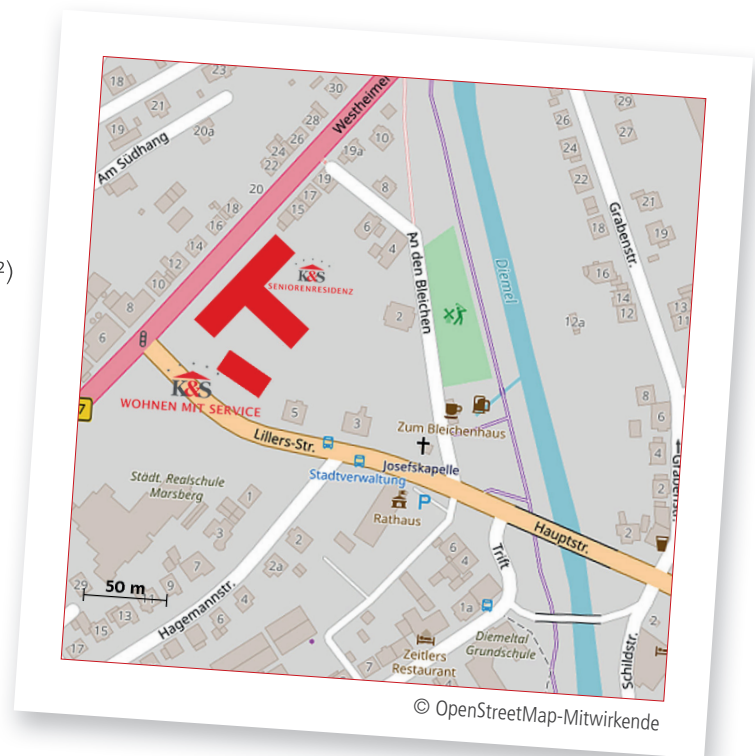 ²)
18
23
21
19
20a
Am Südhang
30
28
26
24
22
20
18
16
14
12
10
8
6
Westheimer
19a
19
17
15
10
8
6
4
2
An den Bleichen
Diemel
26
24
22
18
16
14
12
12a
29
27
21
19
13
11
Grabenstr.
8
6
4
2
2
K&S
SENIORENRESIDENZ
K&S
WOHNEN MIT SERVICE
7
5
3
Lillers-Str.
Zum Bleichenhaus
Josefskapelle
Stadtverwaltung
Rathaus
P
Städt. Realschule
Marsberg
1
3
7
9
29
13
15
17
50 m
2
2a
4
6
Hagemannstr.
Hauptstr.
Trift
6
4
2
1a
Zeitlers
Restaurant
7
Diemeltal
Grundschule
Schildstr.
2
© OpenStreetMap-Mitwirkende